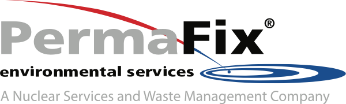 PermaFix®
environmental services
A Nuclear Services and Waste Management Company